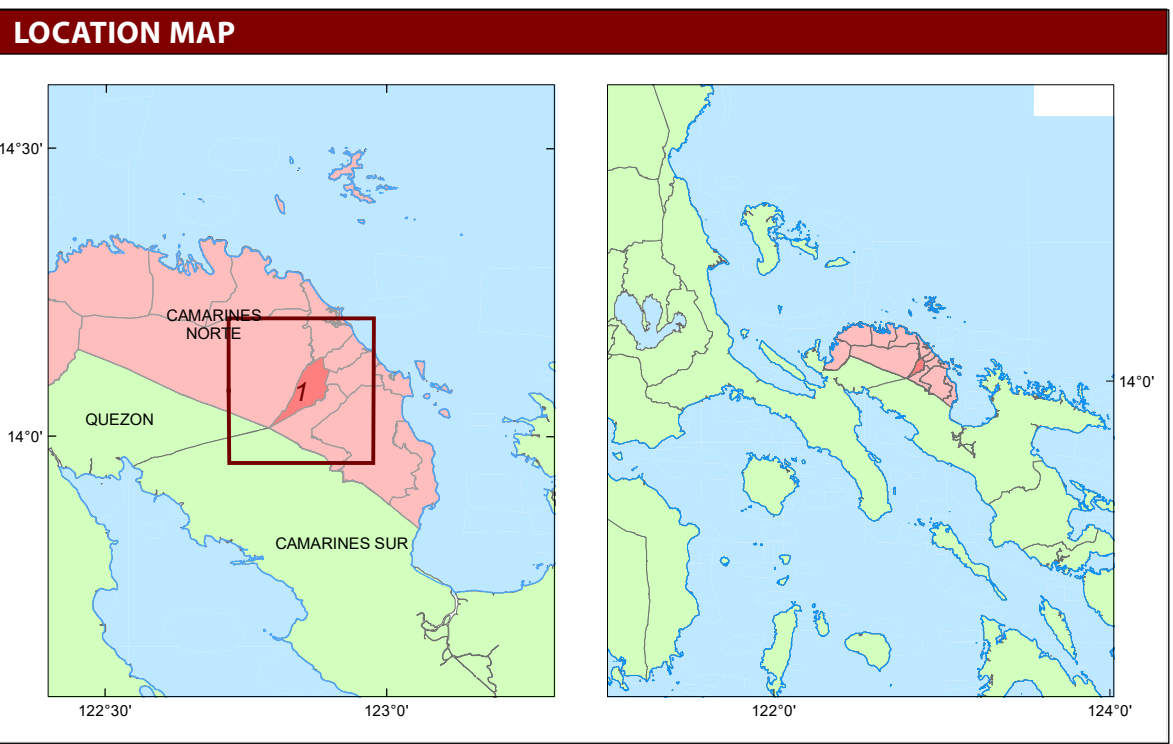 LOCATION MAP
14°30'
CAMARINES
NORTE
1
QUEZON
14°0'
CAMARINES SUR
122°30'
123°0'
14°0'
122°0'
124°0'